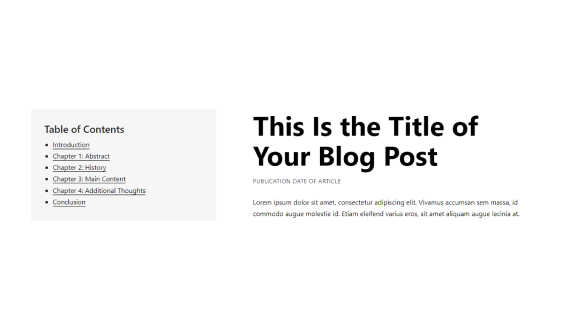 Table of Contents
Introduction
Chapter 1: Abstract
Chapter 2: History
Chapter 3: Main Content
Chapter 4: Additional Thoughts
Conclusion
This Is the Title of
Your Blog Post
PUBLICATION DATE OF ARTICLE
Lorem ipsum dolor sit amet, consectetur adipiscing elit. Vivamus accumsan sem massa, id
commodo augue molestie id. Etiam eleifend varius eros, sit amet aliquam augue lacinia at.